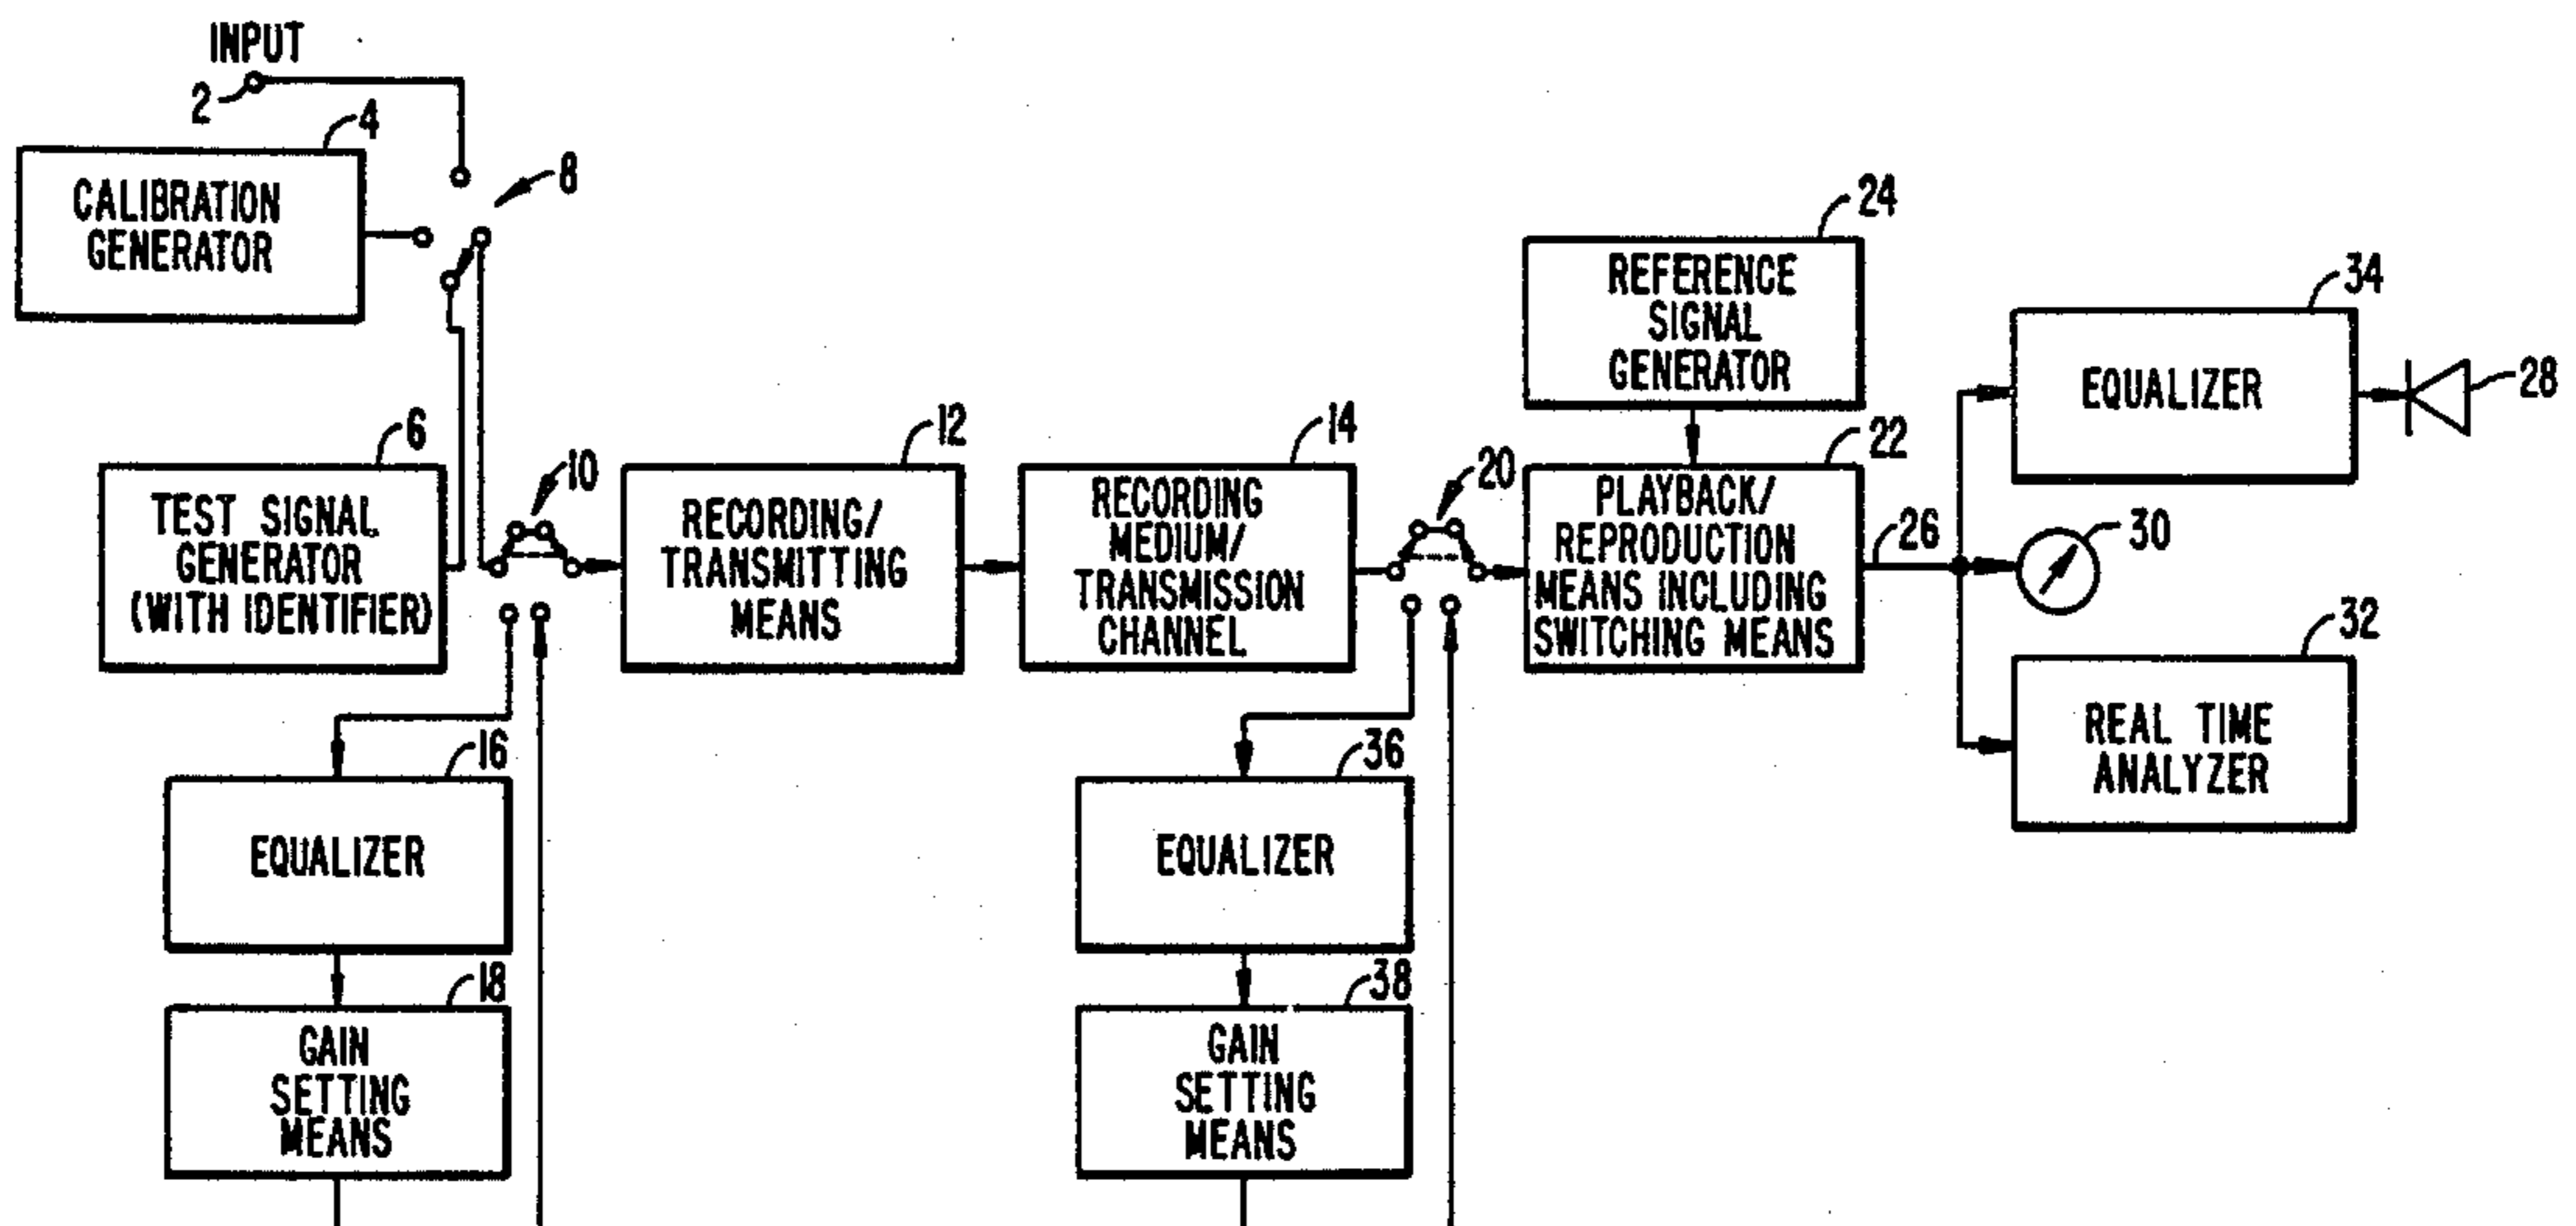 INPUT
2
4
CALIBRATION
GENERATOR
8
24
REFERENCE
SIGNAL
GENERATOR
34
EQUALIZER
28
6
TEST SIGNAL
GENERATOR
(WITH IDENTIFIER)
10
12
RECORDING/
TRANSMITTING
MEANS
14
RECORDING
MEDIUM/
TRANSMISSION
CHANNEL
20
22
PLAYBACK/
REPRODUCTION
MEANS INCLUDING
SWITCHING MEANS
26
30
32
REAL TIME
ANALYZER
16
EQUALIZER
36
EQUALIZER
18
GAIN
SETTING
MEANS
38
GAIN
SETTING
MEANS